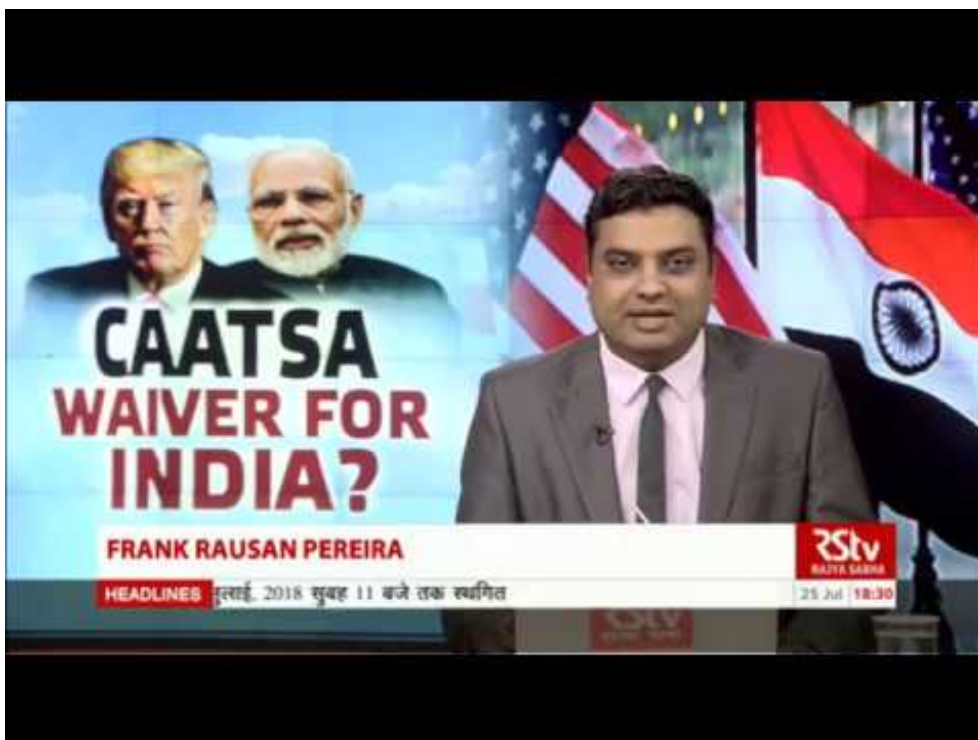 CAATSA
WAIVER FOR
INDIA?
FRANK RAUSAN PEREIRA
RStv
RAJYA SABHA
HEADLINES
2018 सुबह 11 बजे तक स्थगित
25 Jul 18:30
RStv